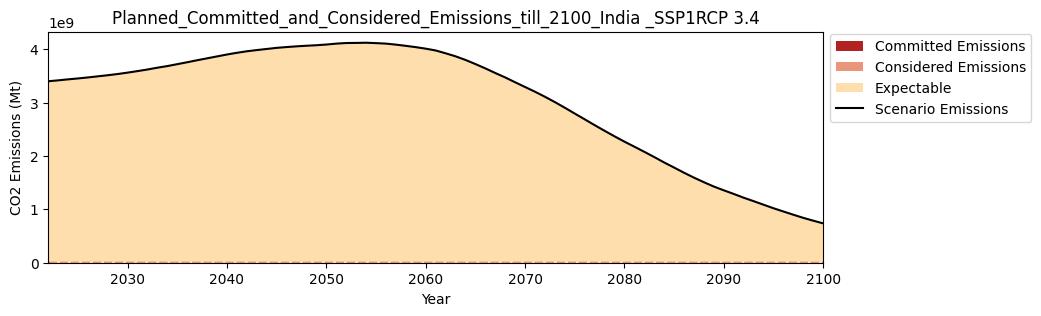 Planned_Committed_and_Considered_Emissions_till_2100_India _SSP1RCP 3.4
1e9
4
3
2
1
0
CO2 Emissions (Mt)
2030 2040 2050 2060 2070 2080 2090 2100
Year
Committed Emissions
Considered Emissions
Expectable
Scenario Emissions